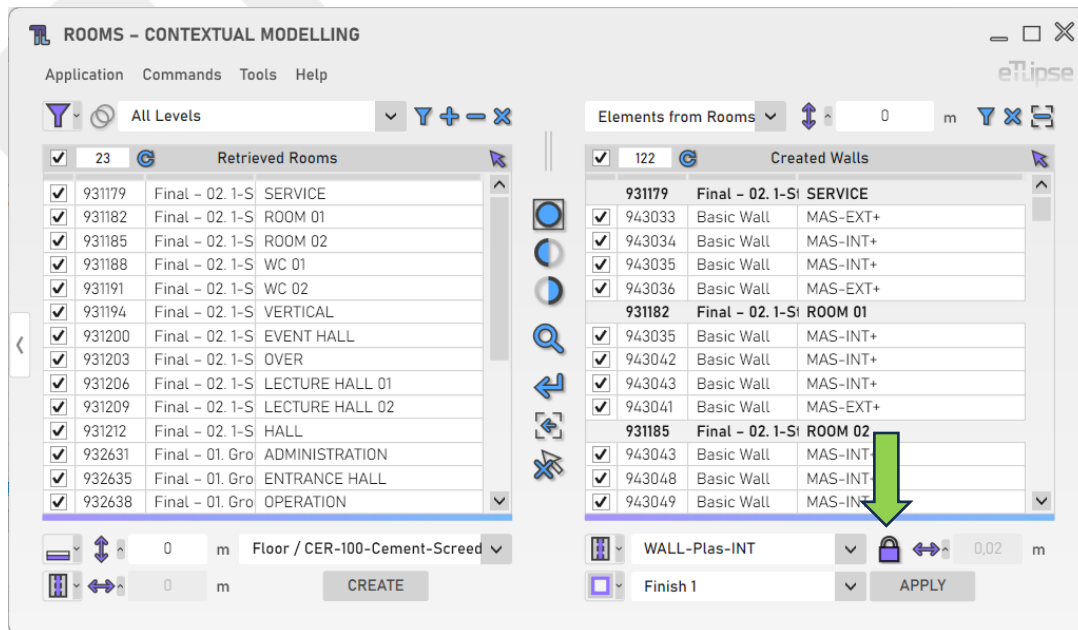 ROOMS – CONTEXTUAL MODELLING
Application Commands Tools Help
eTLipse
All Levels
Elements from Rooms 0 m
23 Retrieved Rooms
122 Created Walls
931179 Final – 02. 1-S SERVICE
931182 Final – 02. 1-S ROOM 01
931185 Final – 02. 1-S ROOM 02
931188 Final – 02. 1-S WC 01
931191 Final – 02. 1-S WC 02
931194 Final – 02. 1-S VERTICAL
931200 Final – 02. 1-S EVENT HALL
931203 Final – 02. 1-S OVER
931206 Final – 02. 1-S LECTURE HALL 01
931209 Final – 02. 1-S LECTURE HALL 02
931212 Final – 02. 1-S HALL
932631 Final – 01. Gro ADMINISTRATION
932635 Final – 01. Gro ENTRANCE HALL
932638 Final – 01. Gro OPERATION
931179 Final – 02. 1-St SERVICE
943033 Basic Wall MAS-EXT+
943034 Basic Wall MAS-INT+
943035 Basic Wall MAS-INT+
943036 Basic Wall MAS-EXT+
931182 Final – 02. 1-St ROOM 01
943035 Basic Wall MAS-INT+
943042 Basic Wall MAS-INT+
943043 Basic Wall MAS-INT+
943041 Basic Wall MAS-EXT+
931185 Final – 02. 1-St ROOM 02
943043 Basic Wall MAS-INT+
943048 Basic Wall MAS-INT+
943049 Basic Wall MAS-INT
0 m Floor / CER-100-Cement-Screed
0 m CREATE
WALL-Plas-INT 0,02 m
Finish 1 APPLY